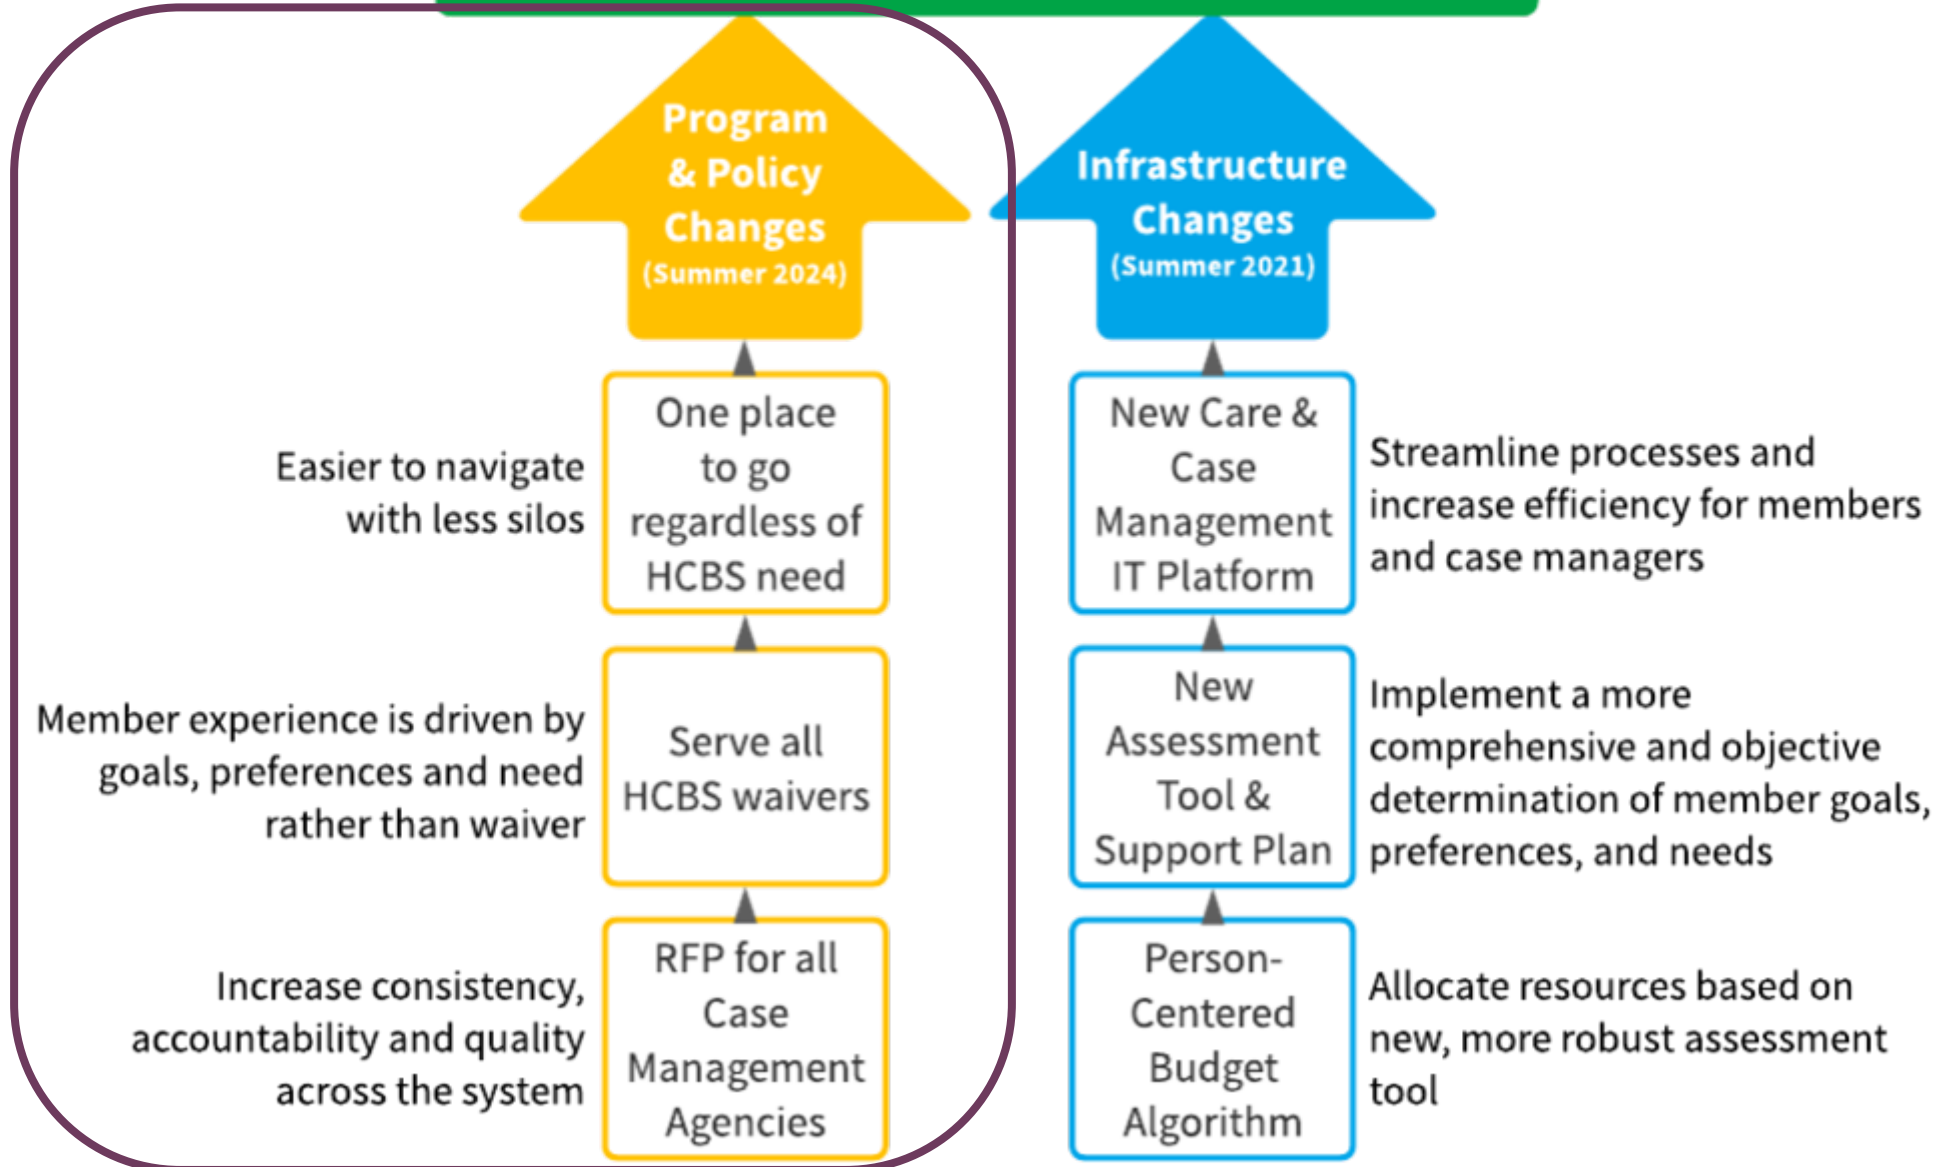 Program
& Policy
Changes
(Summer 2024)
Easier to navigate
with less silos
One place
to go
regardless of
HCBS need
Member experience is driven by
goals, preferences and need
rather than waiver
Serve all
HCBS waivers
Increase consistency,
accountability and quality
across the system
RFP for all
Case
Management
Agencies
Infrastructure
Changes
(Summer 2021)
New Care &
Case
Management
IT Platform
Streamline processes and
increase efficiency for members
and case managers
New
Assessment
Tool &
Support Plan
Implement a more
comprehensive and objective
determination of member goals,
preferences, and needs
Person-
Centered
Budget
Algorithm
Allocate resources based on
new, more robust assessment
tool